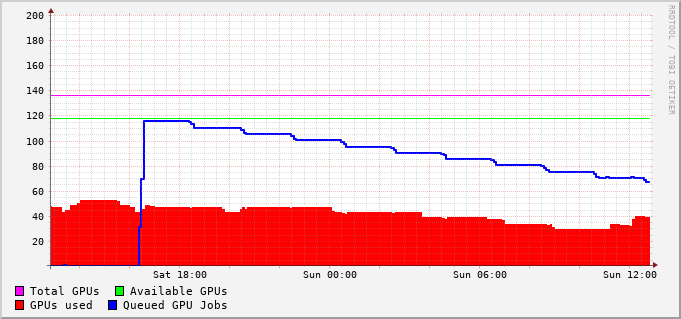 RRDTOOL / TOBI OETIKER
200
180
160
140
120
100
80
60
40
20
Sat 18:00 Sun 00:00 Sun 06:00 Sun 12:00
Total GPUs Available GPUs
GPUs used Queued GPU Jobs